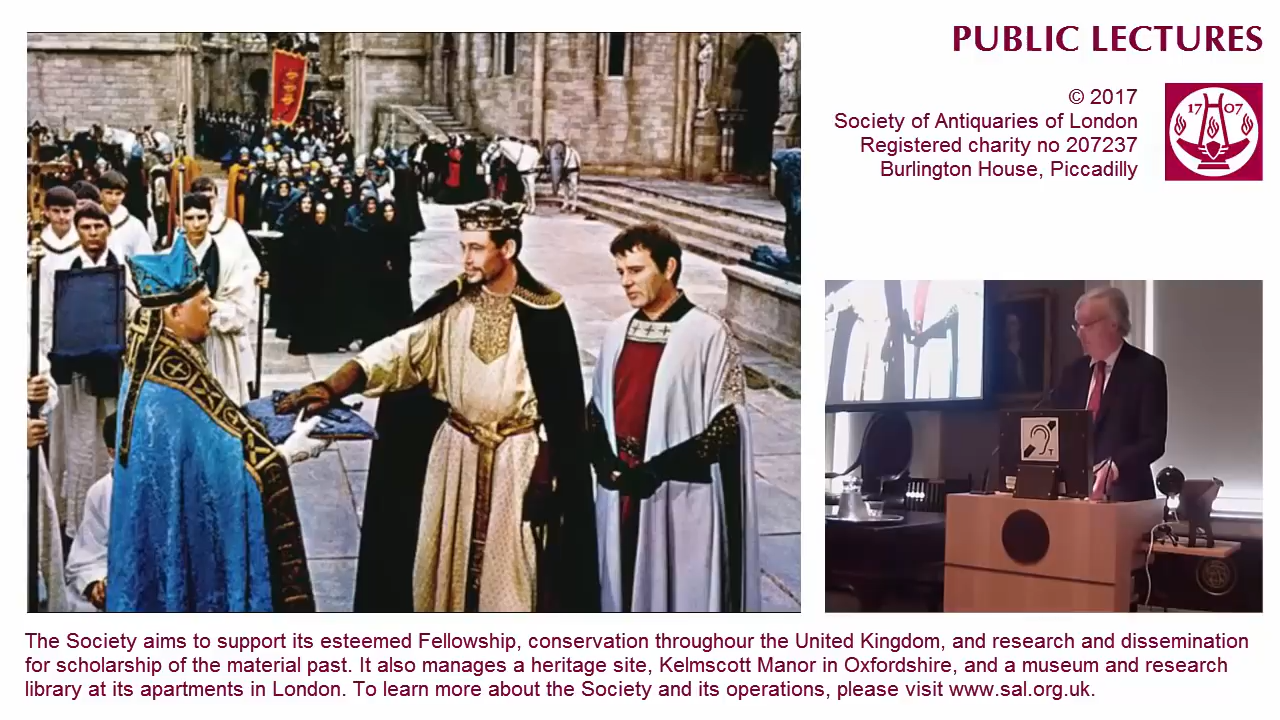 PUBLIC LECTURES
© 2017
Society of Antiquaries of London
Registered charity no 207237
Burlington House, Piccadilly
17 07
T
The Society aims to support its esteemed Fellowship, conservation throughour the United Kingdom, and research and dissemination
for scholarship of the material past. It also manages a heritage site, Kelmscott Manor in Oxfordshire, and a museum and research
library at its apartments in London. To learn more about the Society and its operations, please visit www.sal.org.uk.